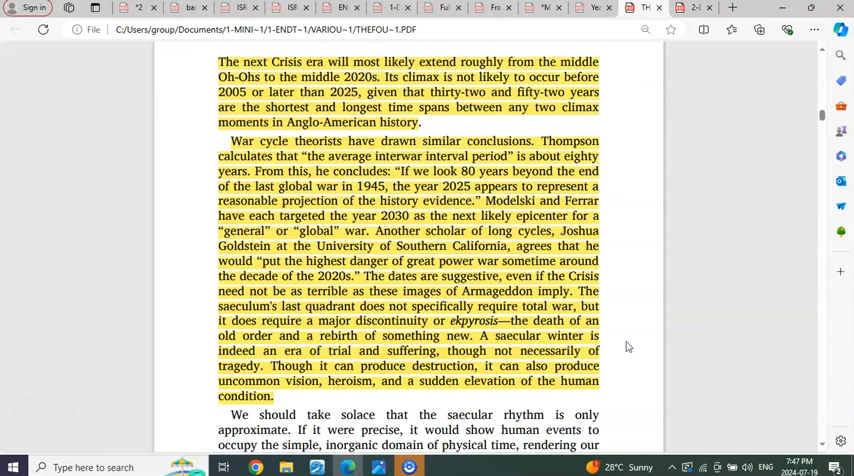 Sign in
*2
ba
ISR
ISR
EN
1-I
Ful
Fra
*M
Yea
TH
2-(
File
C:/Users/group/Documents/1-MINI~1/1-ENDT~1/VARIOU~1/THEFOU~1.PDF
The next Crisis era will most likely extend roughly from the middle
Oh-Ohs to the middle 2020s. Its climax is not likely to occur before
2005 or later than 2025, given that thirty-two and fifty-two years
are the shortest and longest time spans between any two climax
moments in Anglo-American history.
War cycle theorists have drawn similar conclusions. Thompson
calculates that “the average interwar interval period” is about eighty
years. From this, he concludes: “If we look 80 years beyond the
end of the last global war in 1945, the year 2025 appears to represent a
reasonable projection of the history evidence.” Modelski and Ferrar
have each targeted the year 2030 as the next likely epicenter for a
“general” or “global” war. Another scholar of long cycles, Joshua
Goldstein at the University of Southern California, agrees that he
would “put the highest danger of great power war sometime around
the decade of the 2020s.” The dates are suggestive, even if the Crisis
need not be as terrible as these images of Armageddon imply. The
saeculum's last quadrant does not specifically require total war, but
it does require a major discontinuity or ekpyrosis—the death of an
old order and a rebirth of something new. A saecular winter is
indeed an era of trial and suffering, though not necessarily of
tragedy. Though it can produce destruction, it can also produce
uncommon vision, heroism, and a sudden elevation of the human
condition.
We should take solace that the saecular rhythm is only
approximate. If it were precise, it would show human events to
occupy the simple, inorganic domain of physical time, rendering our
Type here to search
28°C Sunny
ENG
7:47 PM
2024-07-19